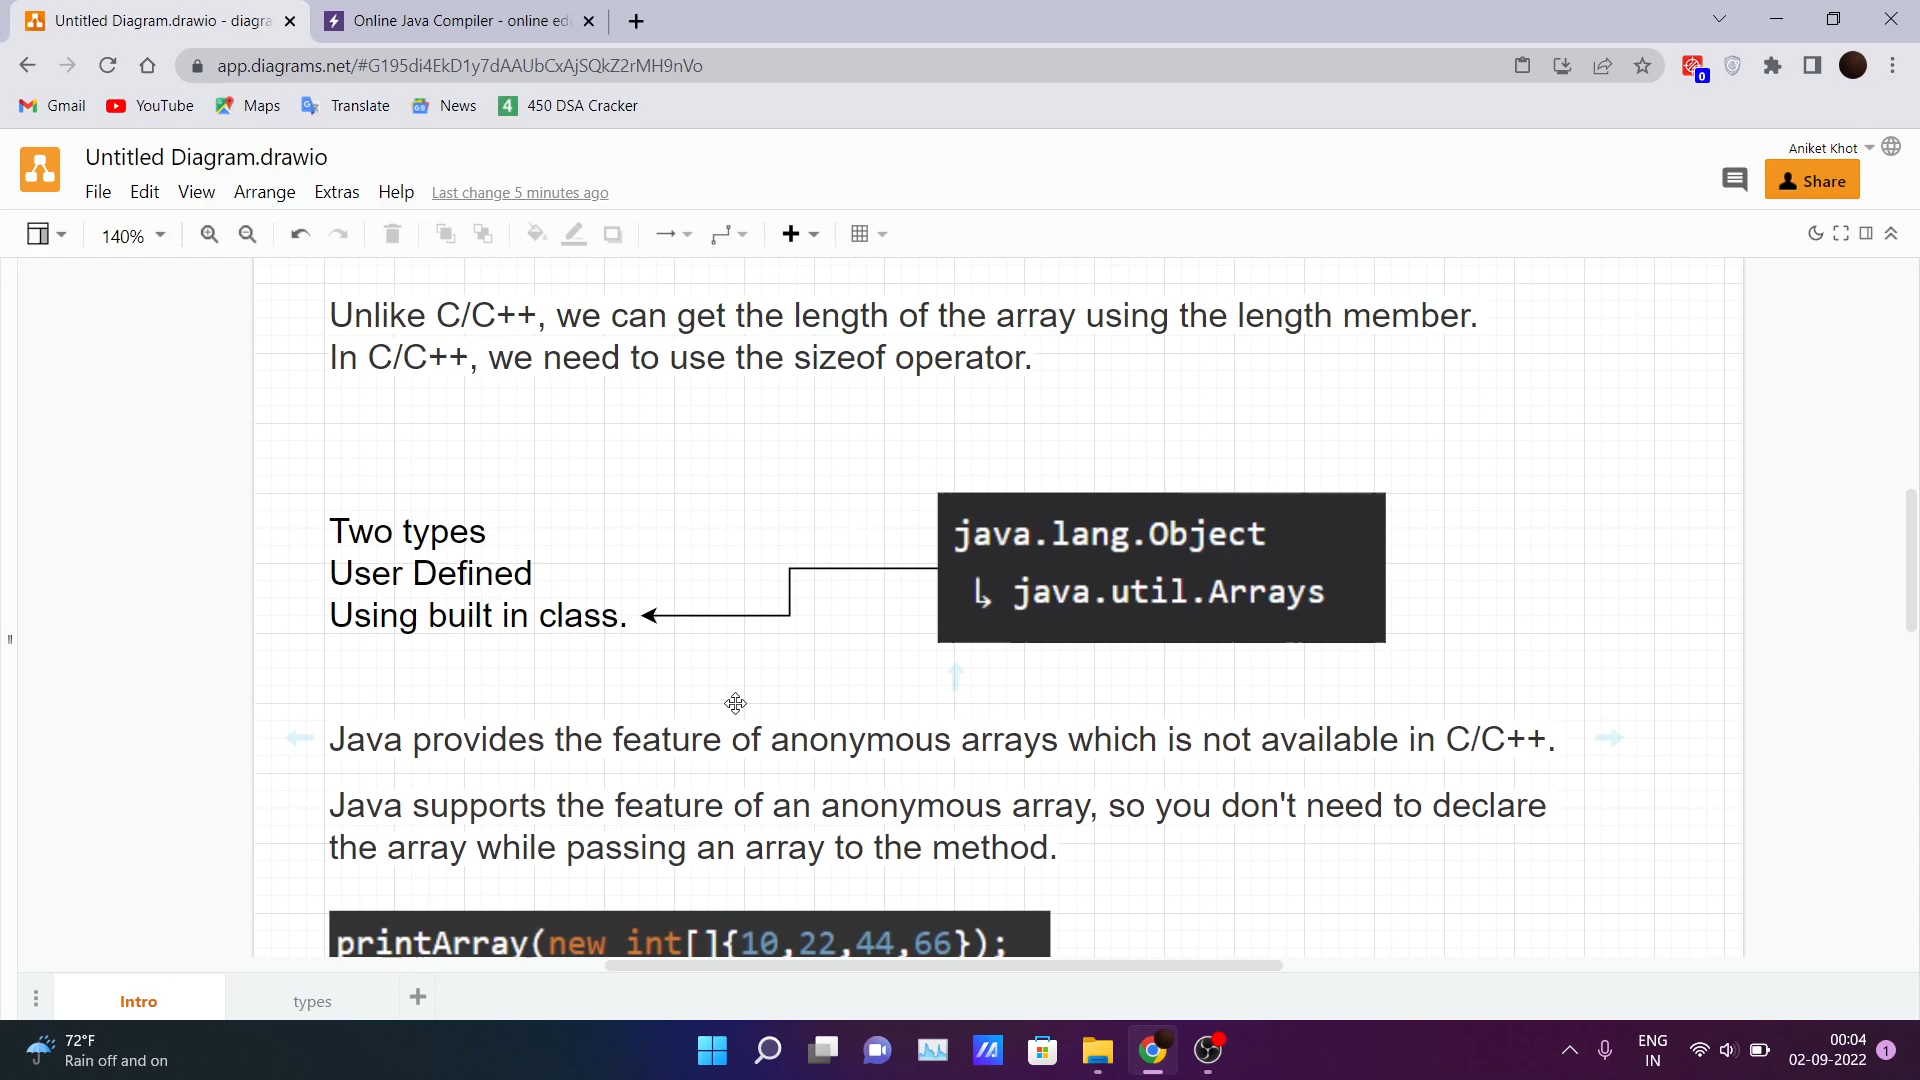 Untitled Diagram.drawio - diagra
Online Java Compiler - online edi
app.diagrams.net/#G195di4EkD1y7dAAUbCxAjSQkZ2rMH9nVo
0
Gmail
YouTube
Maps
Translate
News
4
450 DSA Cracker
Untitled Diagram.drawio
Aniket Khot
File
Edit
View
Arrange
Extras
Help
Last change 5 minutes ago
Share
140%
Unlike C/C++, we can get the length of the array using the length member.
In C/C++, we need to use the sizeof operator.
Two types
User Defined
Using built in class.
java.lang.Object
↳ java.util.Arrays
Java provides the feature of anonymous arrays which is not available in C/C++.
Java supports the feature of an anonymous array, so you don't need to declare
the array while passing an array to the method.
printArray(new int[]{10,22,44,66});
Intro
types
72°F
Rain off and on
ENG
IN
00:04
02-09-2022
1